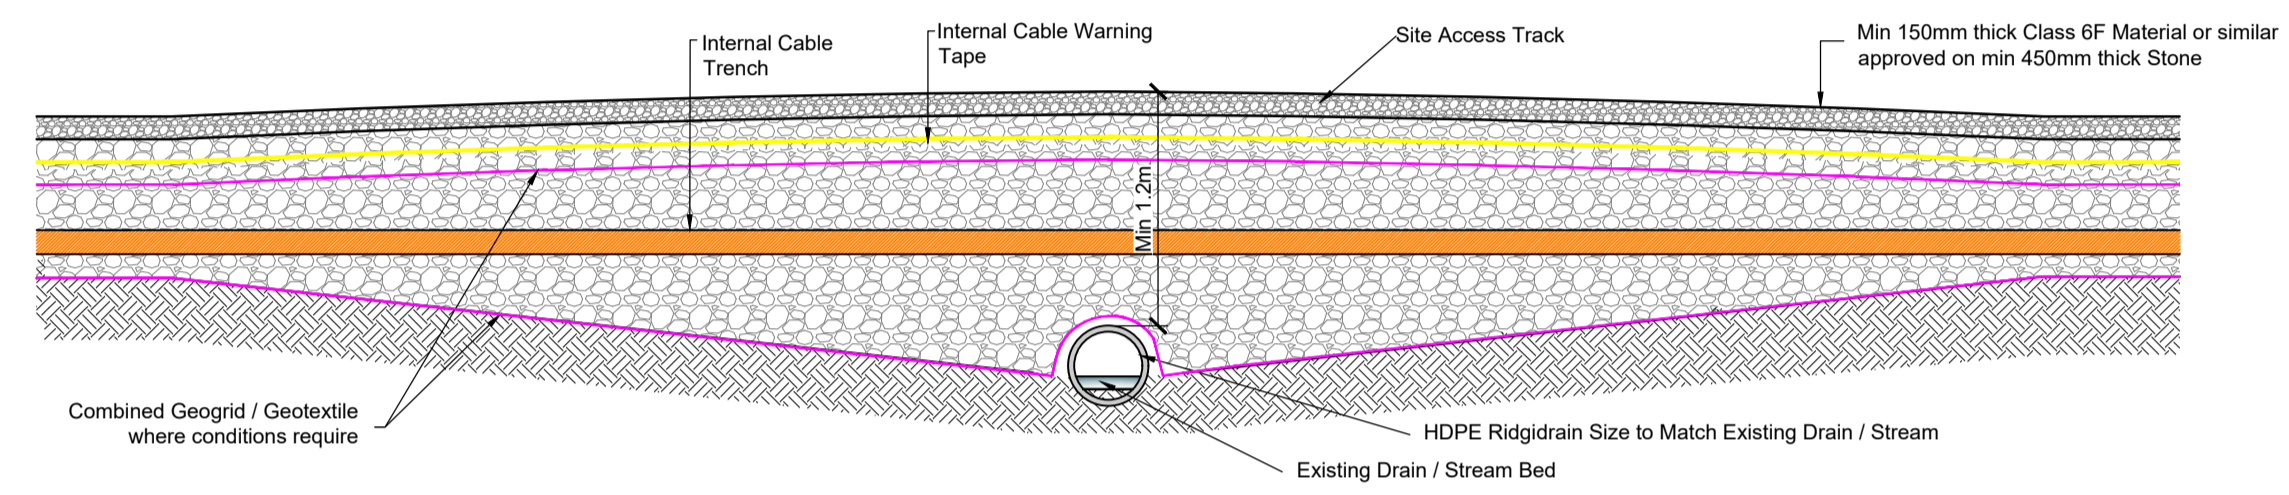 Internal Cable
Trench
Internal Cable Warning
Tape
Site Access Track
Min 150mm thick Class 6F Material or similar
approved on min 450mm thick Stone
Min 1.2m
Combined Geogrid / Geotextile
where conditions require
HDPE Ridgidrain Size to Match Existing Drain / Stream
Existing Drain / Stream Bed